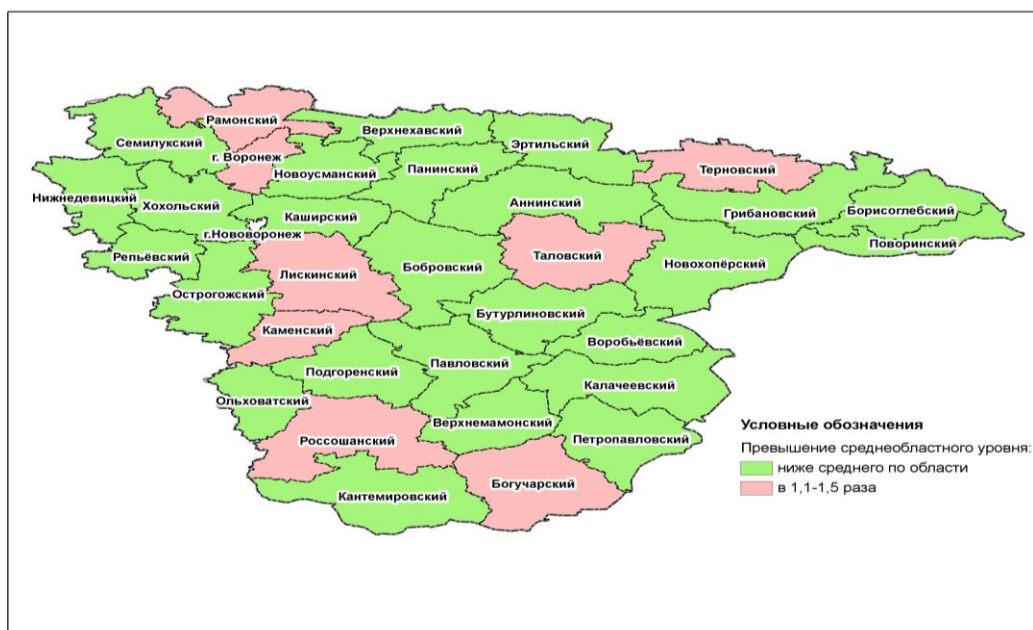 Рамонский
Верхнехавский
Семилукский
Эртильский
г. Воронеж
Панинский
Терновский
Новоусманский
Нижнедевицкий
Хохольский
Аннинский
Каширский
Грибановский
Борисоглебский
г.Нововоронеж
Поворинский
Репьёвский
Таловский
Новохопёрский
Лискинский
Бобровский
Острогожский
Бутурлиновский
Каменский
Воробьёвский
Павловский
Подгоренский
Калачеевский
Ольховатский
Верхнемамонский
Россошанский
Петропавловский
Богучарский
Кантемировский
Условные обозначения
Превышение среднеобластного уровня:
ниже среднего по области
в 1,1-1,5 раза